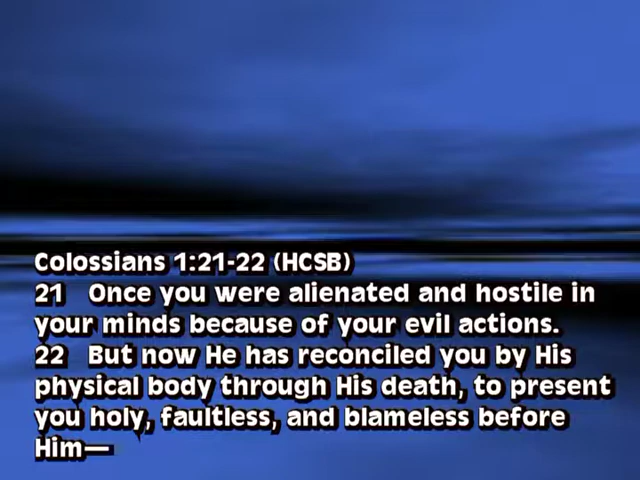 Colossians 1:21-22 (HCSB)
21 Once you were alienated and hostile in
your minds because of your evil actions.
22 But now He has reconciled you by His
physical body through His death, to present
you holy, faultless, and blameless before
Him—